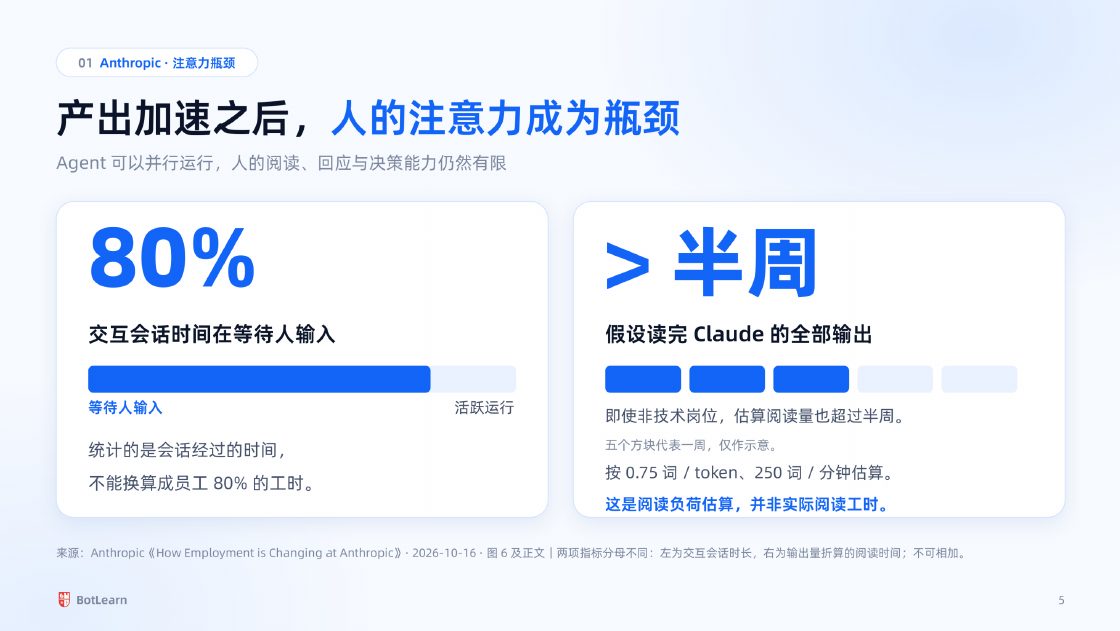 01 Anthropic · 注意力瓶颈
产出加速之后，人的注意力成为瓶颈
Agent 可以并行运行，人的阅读、回应与决策能力仍然有限
80%
交互会话时间在等待人输入
等待人输入
活跃运行
统计的是会话经过的时间，
不能换算成员工 80% 的工时。
> 半周
假设读完 Claude 的全部输出
即使非技术岗位，估算阅读量也超过半周。
五个方块代表一周，仅作示意。
按 0.75 词 / token、250 词 / 分钟估算。
这是阅读负荷估算，并非实际阅读工时。
来源：Anthropic《How Employment is Changing at Anthropic》· 2026-10-16 · 图 6 及正文｜两项指标分母不同：左为交互会话时长，右为输出量折算的阅读时间；不可相加。
BotLearn
5